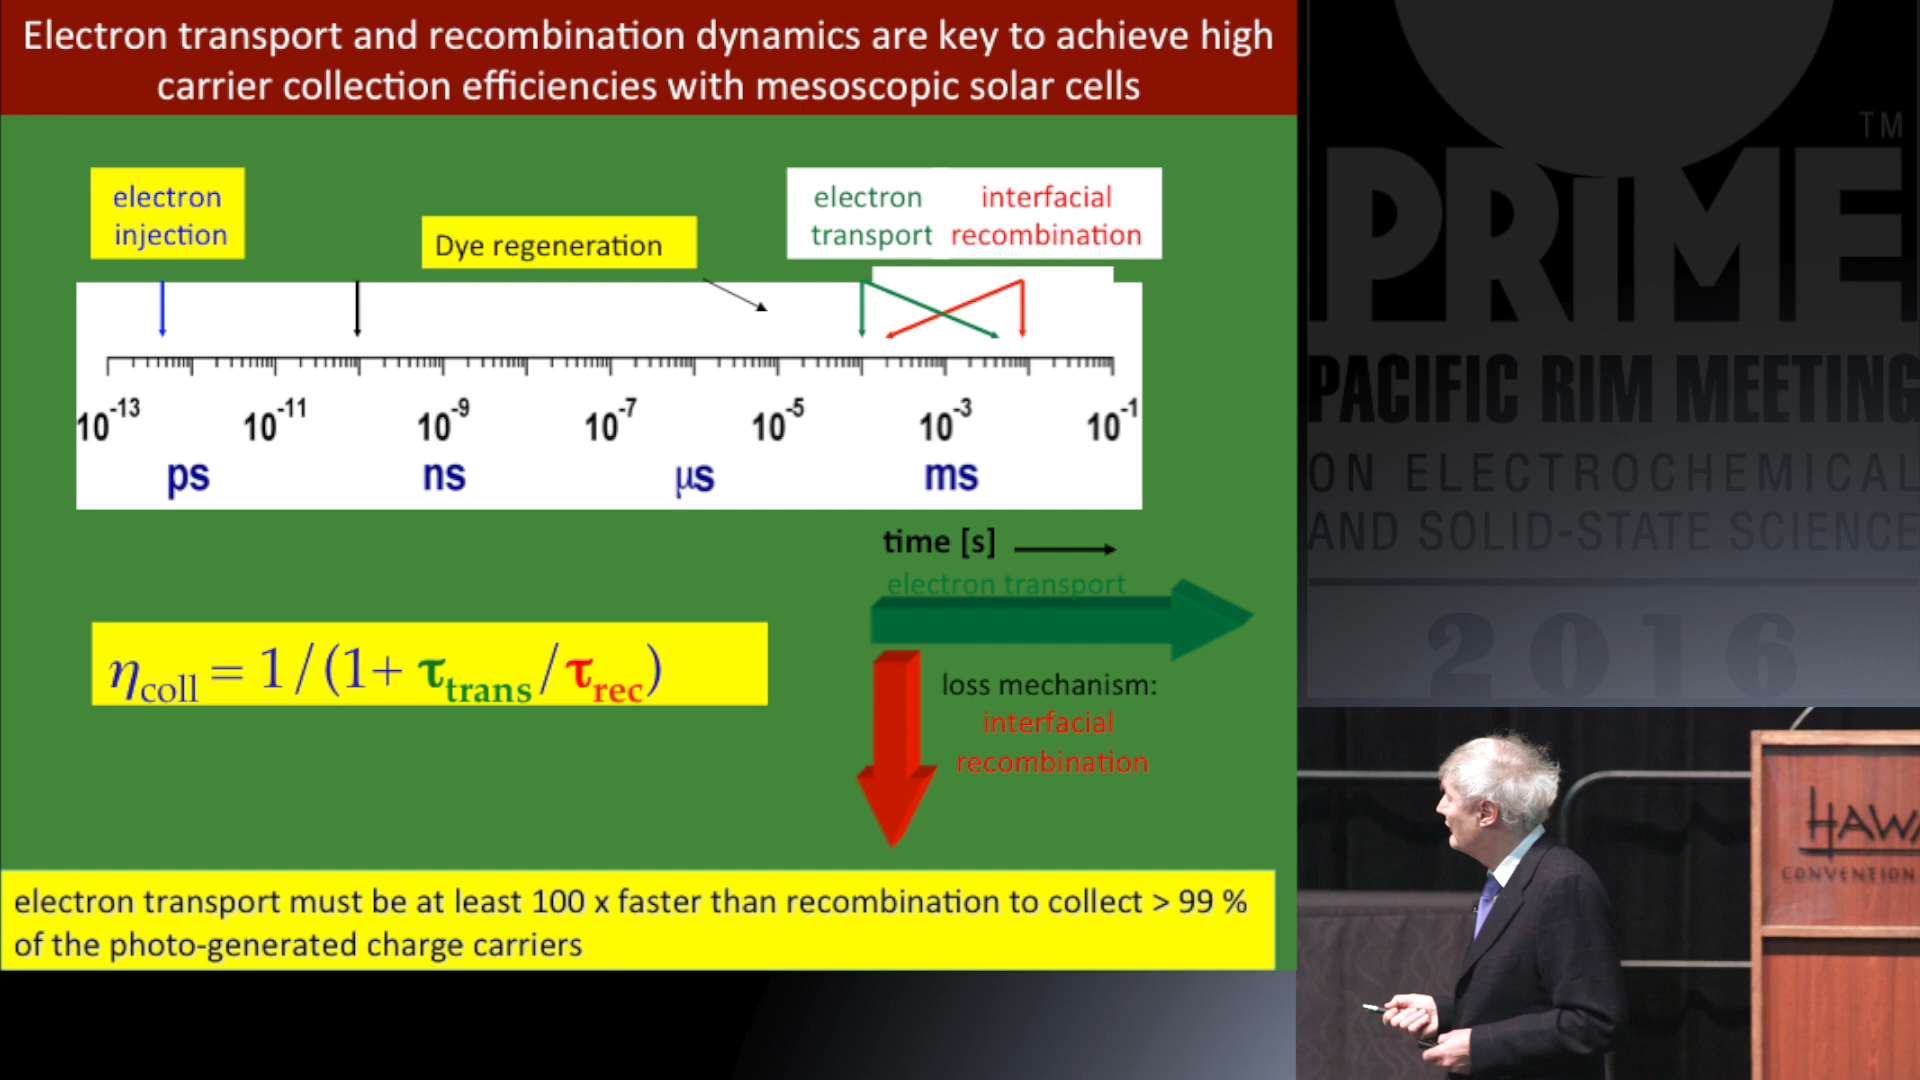 Electron transport and recombination dynamics are key to achieve high
carrier collection efficiencies with mesoscopic solar cells
electron
injection
Dye regeneration
electron
transport
interfacial
recombination
10^-13 10^-11 10^-9 10^-7 10^-5 10^-3 10^-1
ps ns μs ms
time [s]
electron transport
η_coll = 1/(1+ τ_trans/τ_rec)
loss mechanism:
interfacial
recombination
electron transport must be at least 100 x faster than recombination to collect > 99 %
of the photo-generated charge carriers
PRiME
TM
PACIFIC RIM MEETING
ON ELECTROCHEMICAL
AND SOLID-STATE SCIENCE
2016
HAWA
CONVENTION